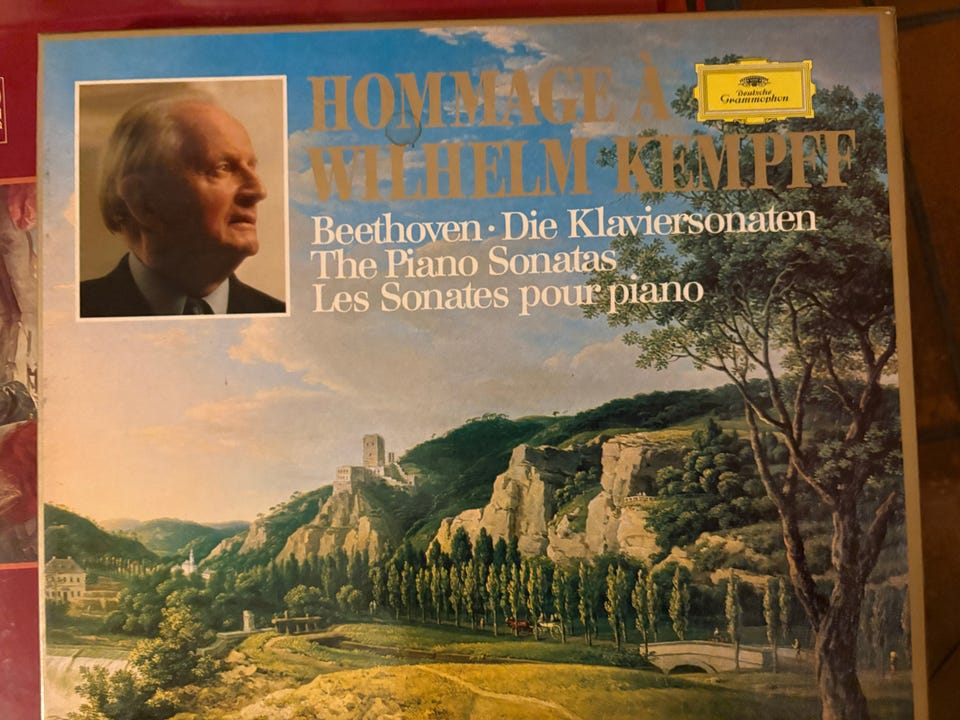 HOMMAGE À
WILHELM KEMPFF
Deutsche
Grammophon
Beethoven · Die Klaviersonaten
The Piano Sonatas
Les Sonates pour piano